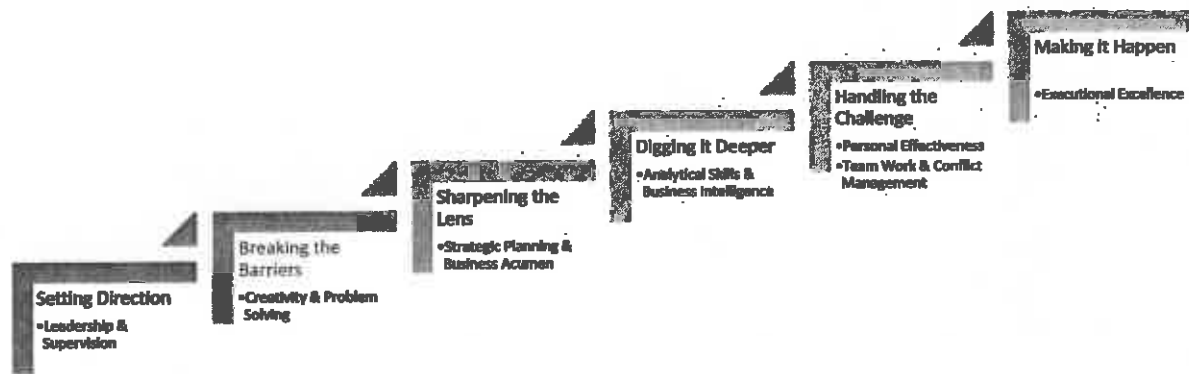 Setting Direction
•Leadership &
Supervision
Breaking the
Barriers
•Creativity & Problem
Solving
Sharpening the
Lens
•Strategic Planning &
Business Acumen
Digging it Deeper
•Analytical Skills &
Business Intelligence
Handling the
Challenge
•Personal Effectiveness
•Team Work & Conflict
Management
Making it Happen
•Executional Excellence